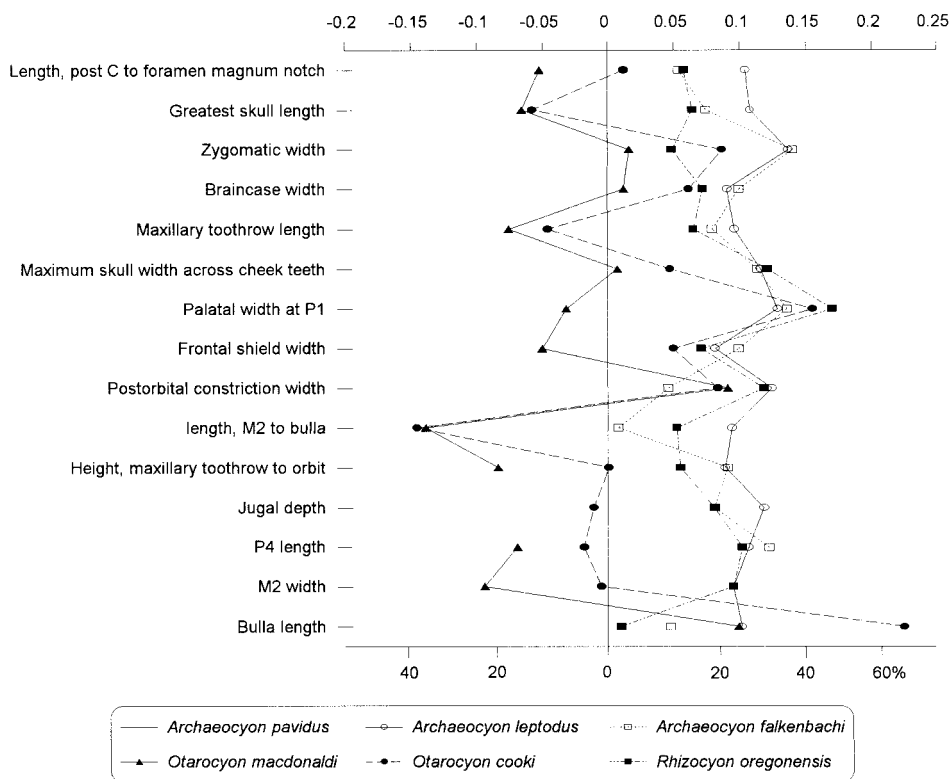 -0.2 -0.15 -0.1 -0.05 0 0.05 0.1 0.15 0.2 0.25
Length, post C to foramen magnum notch
Greatest skull length
Zygomatic width
Braincase width
Maxillary toothrow length
Maximum skull width across cheek teeth
Palatal width at P1
Frontal shield width
Postorbital constriction width
length, M2 to bulla
Height, maxillary toothrow to orbit
Jugal depth
P4 length
M2 width
Bulla length
40 20 0 20 40 60%
Archaeocyon pavidus Archaeocyon leptodus Archaeocyon falkenbachi
Otarocyon macdonaldi Otarocyon cooki Rhizocyon oregonensis